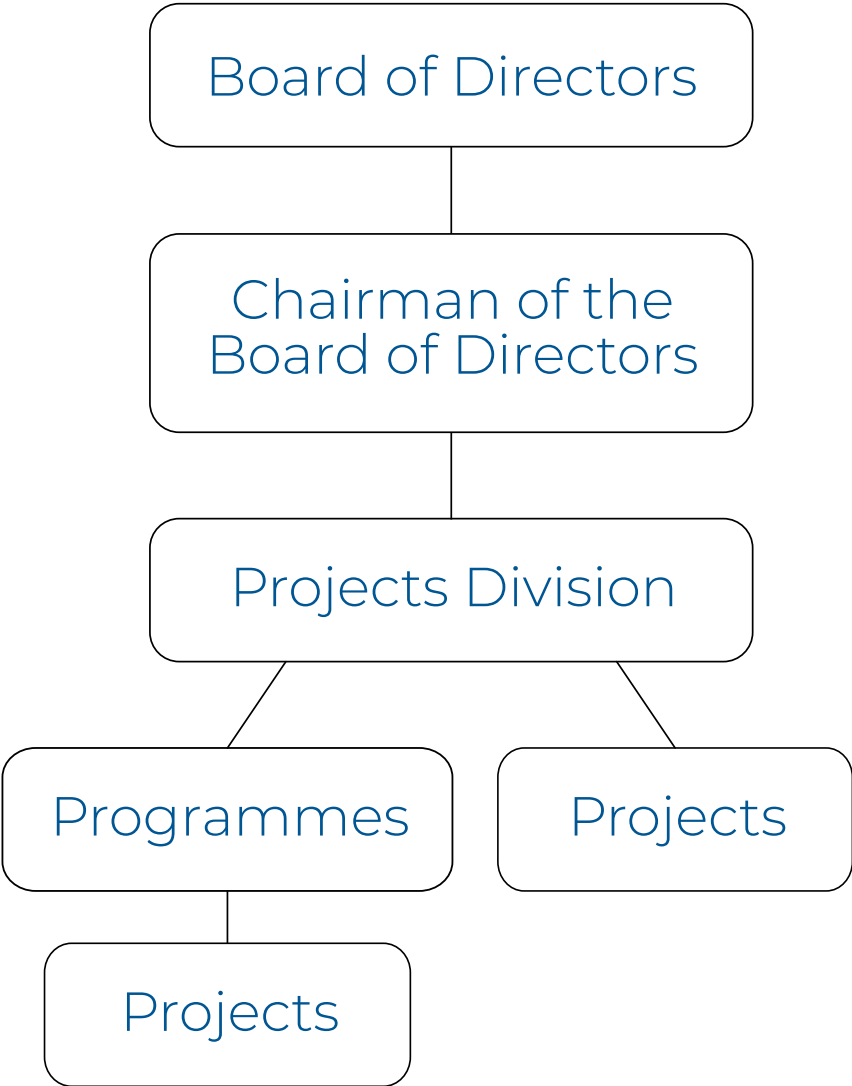 Board of Directors
Chairman of the
Board of Directors
Projects Division
Programmes
Projects
Projects